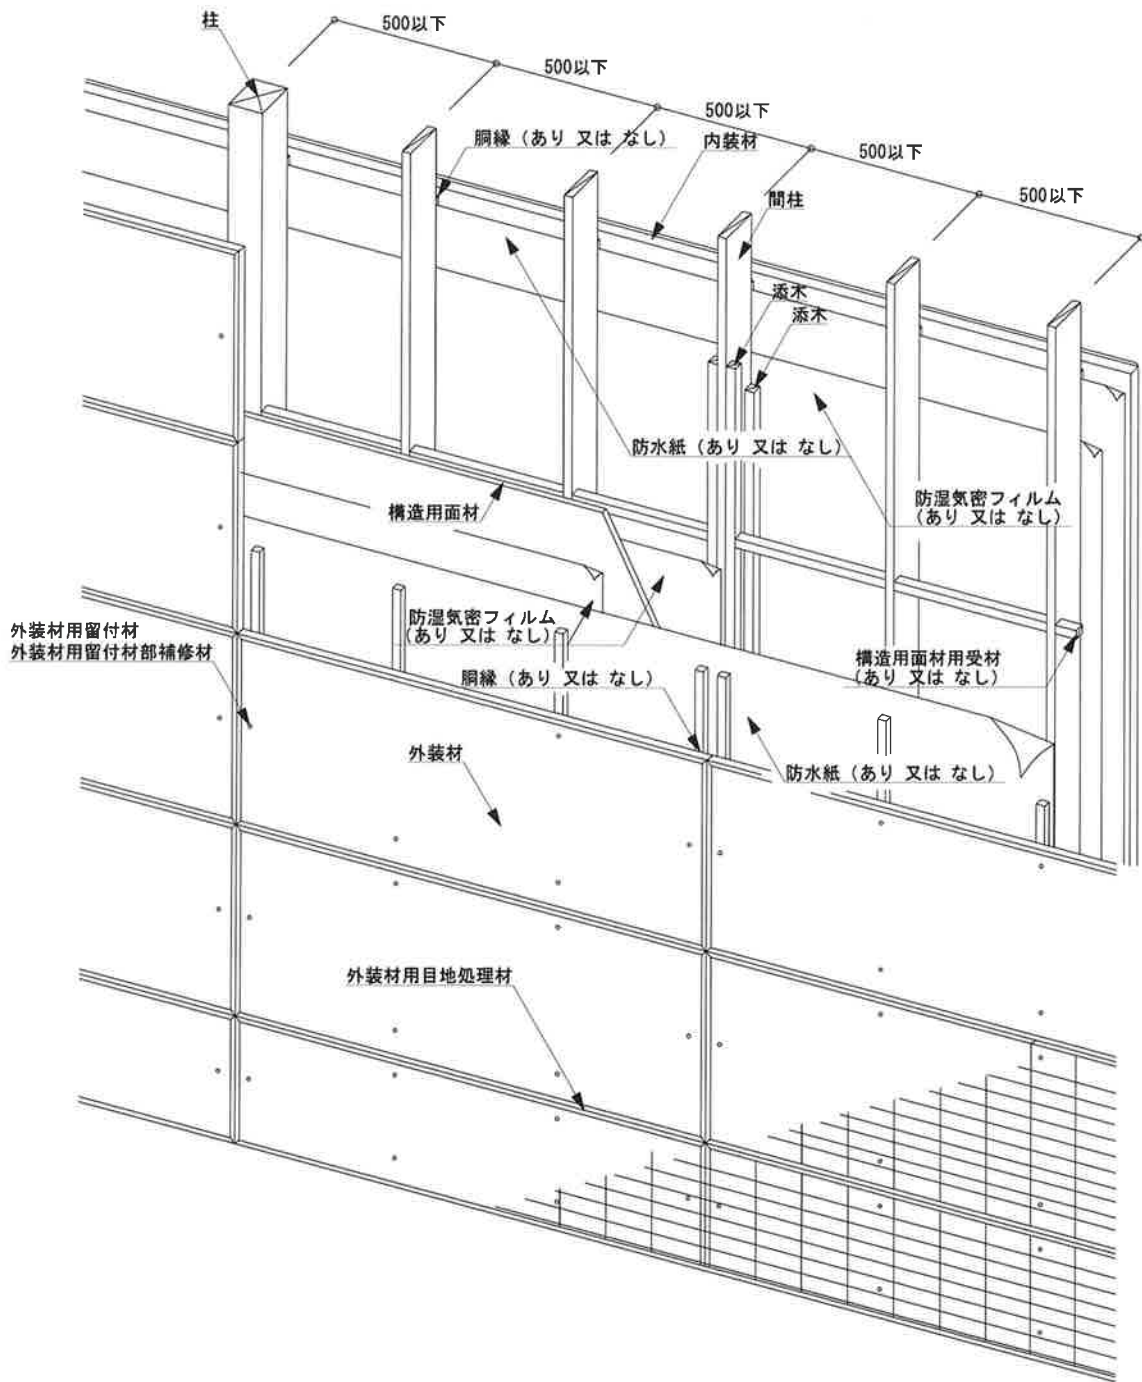 柱
500以下
500以下
500以下
500以下
500以下
胴縁（あり 又は なし）
内装材
間柱
添木
添木
防水紙（あり 又は なし）
防湿気密フィルム
（あり 又は なし）
構造用面材
防湿気密フィルム
（あり 又は なし）
外装材用留付材
外装材用留付材部補修材
構造用面材用受材
（あり 又は なし）
胴縁（あり 又は なし）
外装材
防水紙（あり 又は なし）
外装材用目地処理材